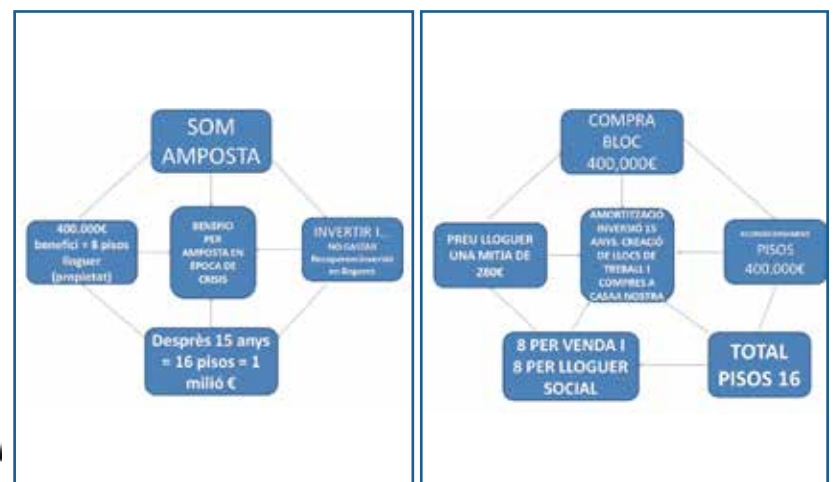 SOM
AMPOSTA
400.000€
benefici = 8 pisos
lloguer
(propietat)
BENEFICI
PER
AMPOSTA EN
ÈPOCA DE
CRISIS
INVERTIR I...
NO GASTAR
en lloguers
Desprès 15 anys
= 16 pisos = 1
milió €
COMPRA
BLOC
400,000€
PREU LLOGUER
UNA MITJA DE
280€
AMORTITZACIÓ
INVERSIÓ 15
ANYS. CREACIÓ
DE LLOCS DE
TREBALL I
COMPRES A
CASAA NOSTRA
PISOS
400.000€
8 PER VENDA I
8 PER LLOGUER
SOCIAL
TOTAL
PISOS 16